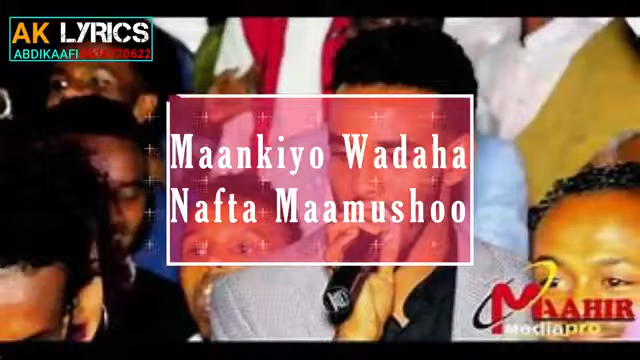 AK LYRICS
ABDIKAAFI
Maankiyo Wadaha
Nafta Maamushoo
MAAHIR
Mediapro